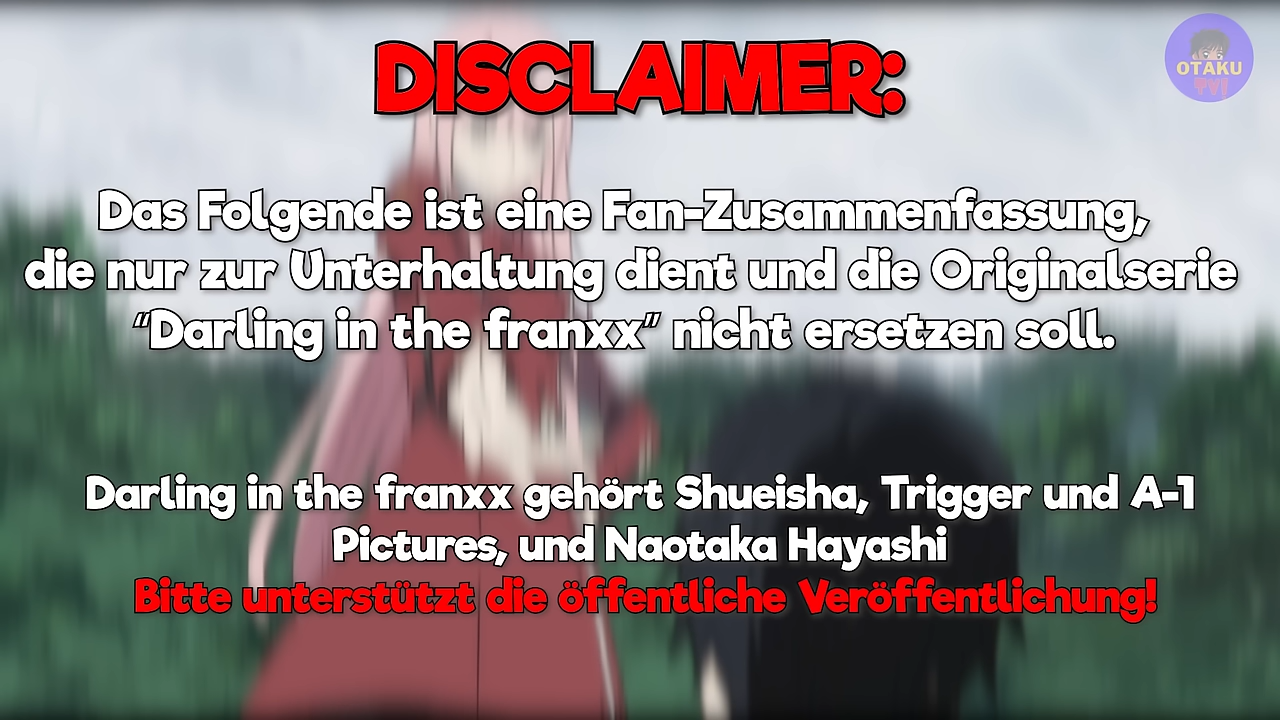 DISCLAIMER:
OTAKU
TV!
Das Folgende ist eine Fan-Zusammenfassung,
die nur zur Unterhaltung dient und die Originalserie
“Darling in the franxx” nicht ersetzen soll.
Darling in the franxx gehört Shueisha, Trigger und A-1
Pictures, und Naotaka Hayashi
Bitte unterstützt die öffentliche Veröffentlichung!